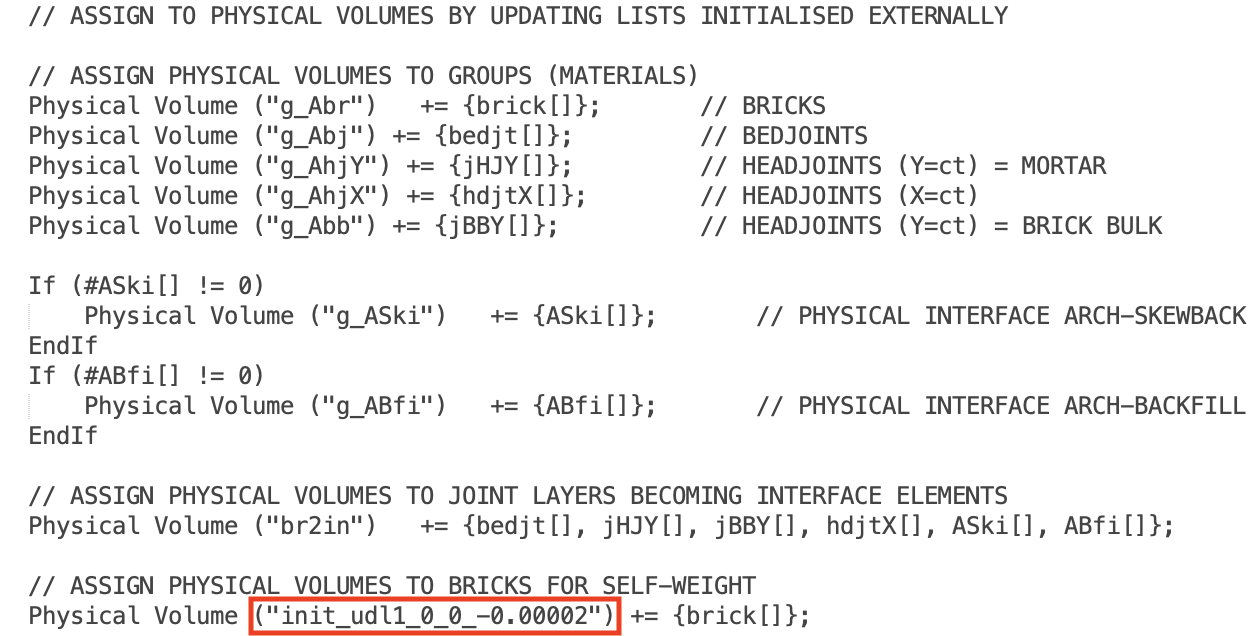 // ASSIGN TO PHYSICAL VOLUMES BY UPDATING LISTS INITIALISED EXTERNALLY
// ASSIGN PHYSICAL VOLUMES TO GROUPS (MATERIALS)
Physical Volume ("g_Abr")   += {brick[]};       // BRICKS
Physical Volume ("g_Abj") += {bedjt[]};         // BEDJOINTS
Physical Volume ("g_AhjY") += {jHJY[]};         // HEADJOINTS (Y=ct) = MORTAR
Physical Volume ("g_AhjX") += {hdjtX[]};        // HEADJOINTS (X=ct)
Physical Volume ("g_Abb") += {jBBY[]};          // HEADJOINTS (Y=ct) = BRICK BULK
If (#ASki[] != 0)
    Physical Volume ("g_ASki")   += {ASki[]};       // PHYSICAL INTERFACE ARCH-SKEWBACK
EndIf
If (#ABfi[] != 0)
    Physical Volume ("g_ABfi")   += {ABfi[]};       // PHYSICAL INTERFACE ARCH-BACKFILL
EndIf
// ASSIGN PHYSICAL VOLUMES TO JOINT LAYERS BECOMING INTERFACE ELEMENTS
Physical Volume ("br2in")   += {bedjt[], jHJY[], jBBY[], hdjtX[], ASki[], ABfi[]};
// ASSIGN PHYSICAL VOLUMES TO BRICKS FOR SELF-WEIGHT
Physical Volume ("init_udl1_0_0_-0.00002") += {brick[]};